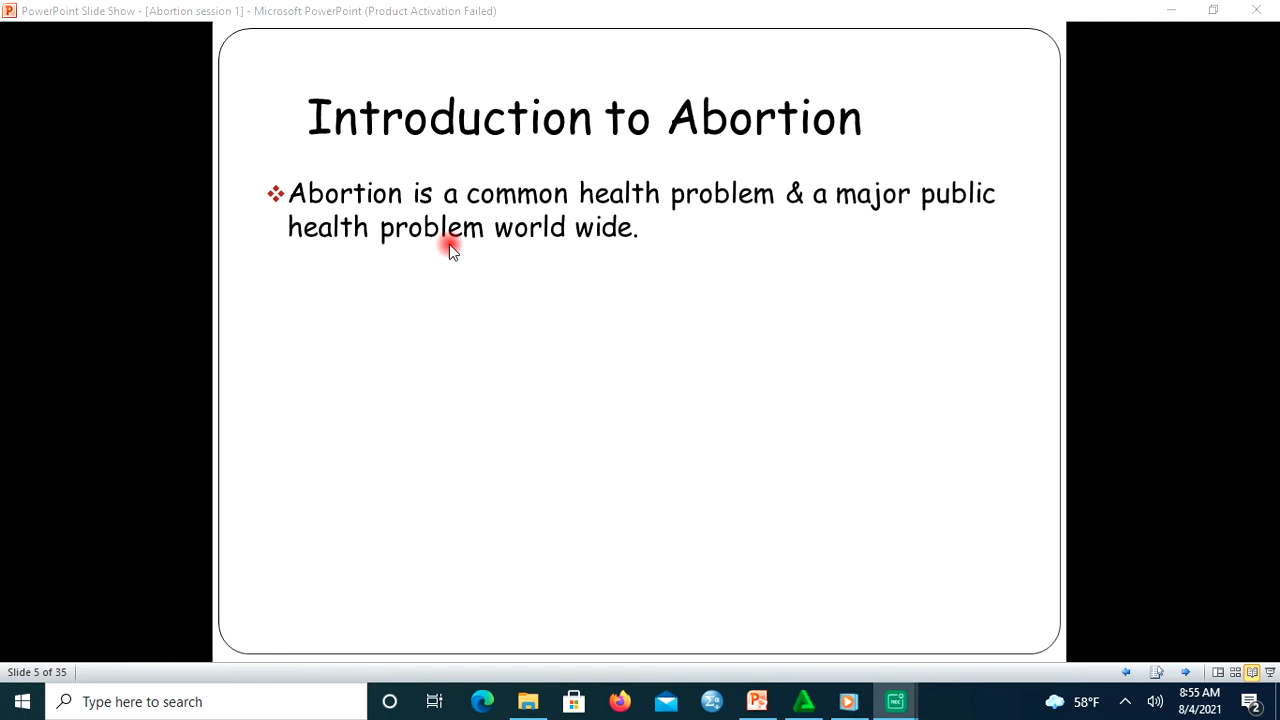 PowerPoint Slide Show - [Abortion session 1] - Microsoft PowerPoint (Product Activation Failed)
Introduction to Abortion
❖Abortion is a common health problem & a major public
health problem world wide.
Slide 5 of 35
Type here to search
58°F
8:55 AM
8/4/2021
2